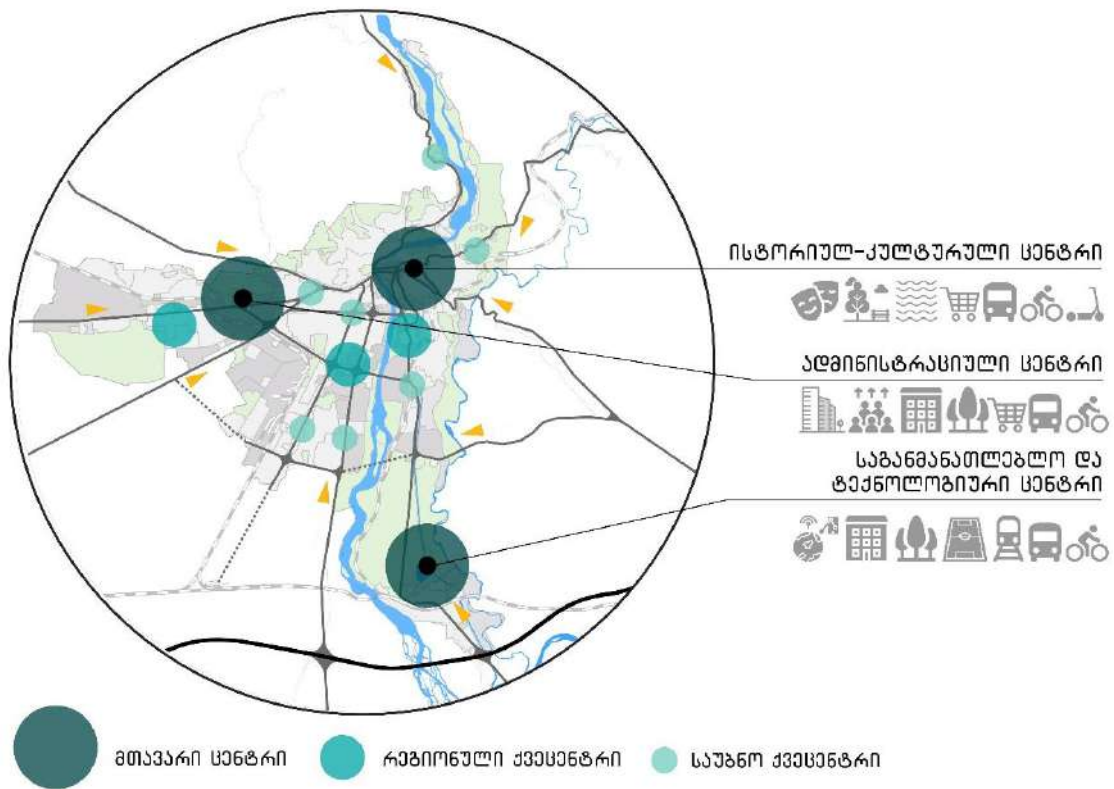 ისტორიულ-კულტურული ცენტრი
ადმინისტრაციული ცენტრი
საგანმანათლებლო და
ტექნოლოგიური ცენტრი
მთავარი ცენტრი
რეგიონული ქვეცენტრი
საუბნო ქვეცენტრი